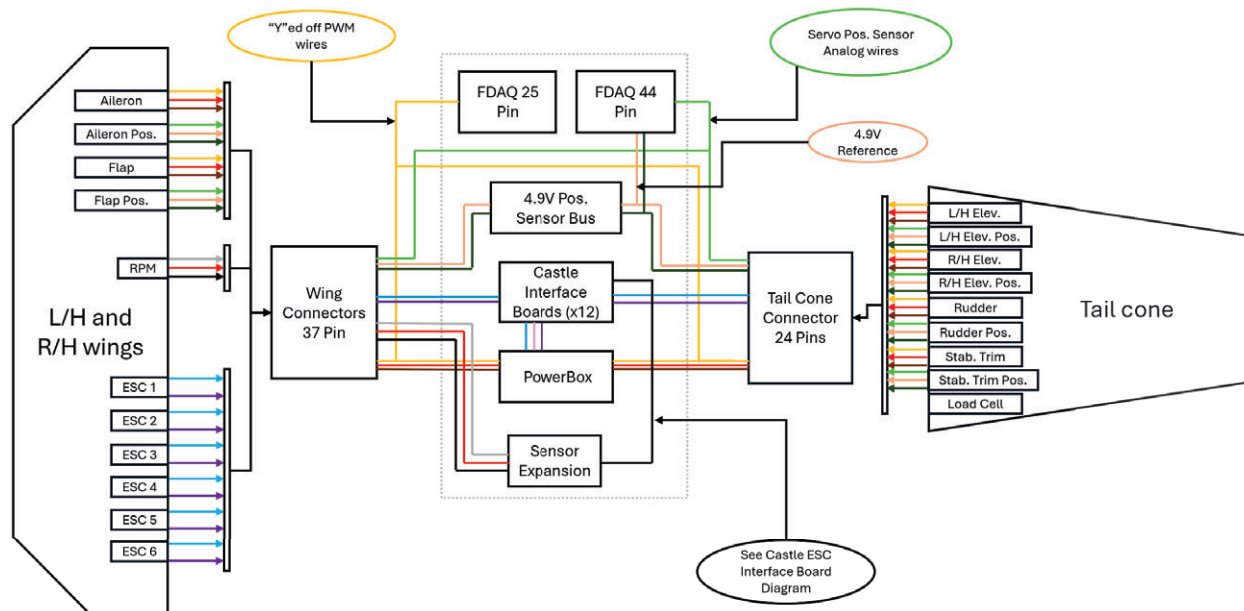 “Y”ed off PWM
wires
Servo Pos. Sensor
Analog wires
FDAQ 25
Pin
FDAQ 44
Pin
4.9V
Reference
Aileron
Aileron Pos.
Flap
Flap Pos.
RPM
L/H and
R/H wings
ESC 1
ESC 2
ESC 3
ESC 4
ESC 5
ESC 6
Wing
Connectors
37 Pin
4.9V Pos.
Sensor Bus
Castle
Interface
Boards (x12)
PowerBox
Sensor
Expansion
Tail Cone
Connector
24 Pins
L/H Elev.
L/H Elev. Pos.
R/H Elev.
R/H Elev. Pos.
Rudder
Rudder Pos.
Stab. Trim
Stab. Trim Pos.
Load Cell
Tail cone
See Castle ESC
Interface Board
Diagram